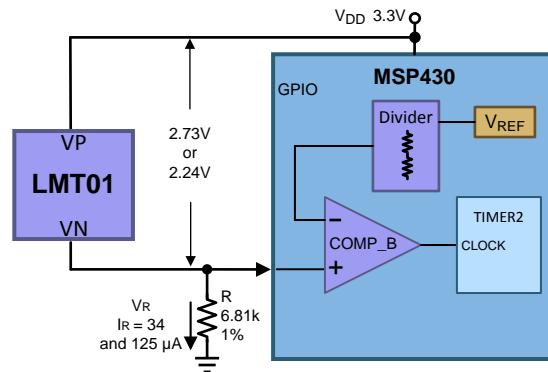 VDD 3.3V
MSP430
GPIO
Divider
VREF
2.73V
or
2.24V
VP
LMT01
VN
−
COMP_B
+
TIMER2
CLOCK
VR
IR = 34
and 125 µA
R
6.81k
1%